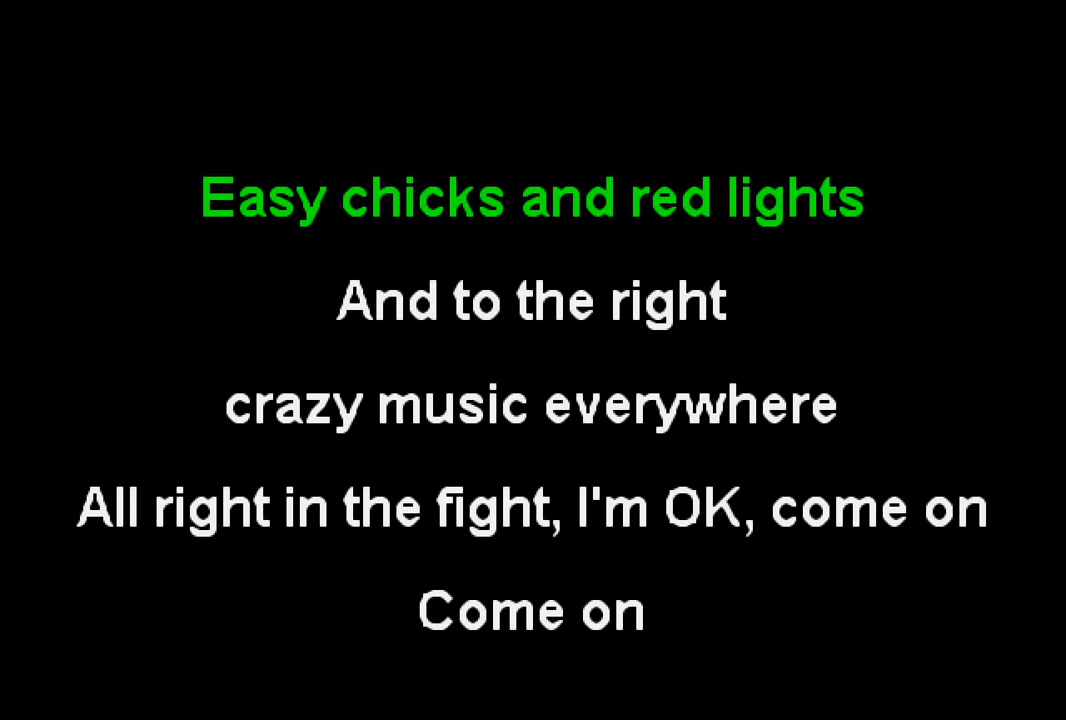 Easy chicks and red lights
And to the right
crazy music everywhere
All right in the fight, I'm OK, come on
Come on